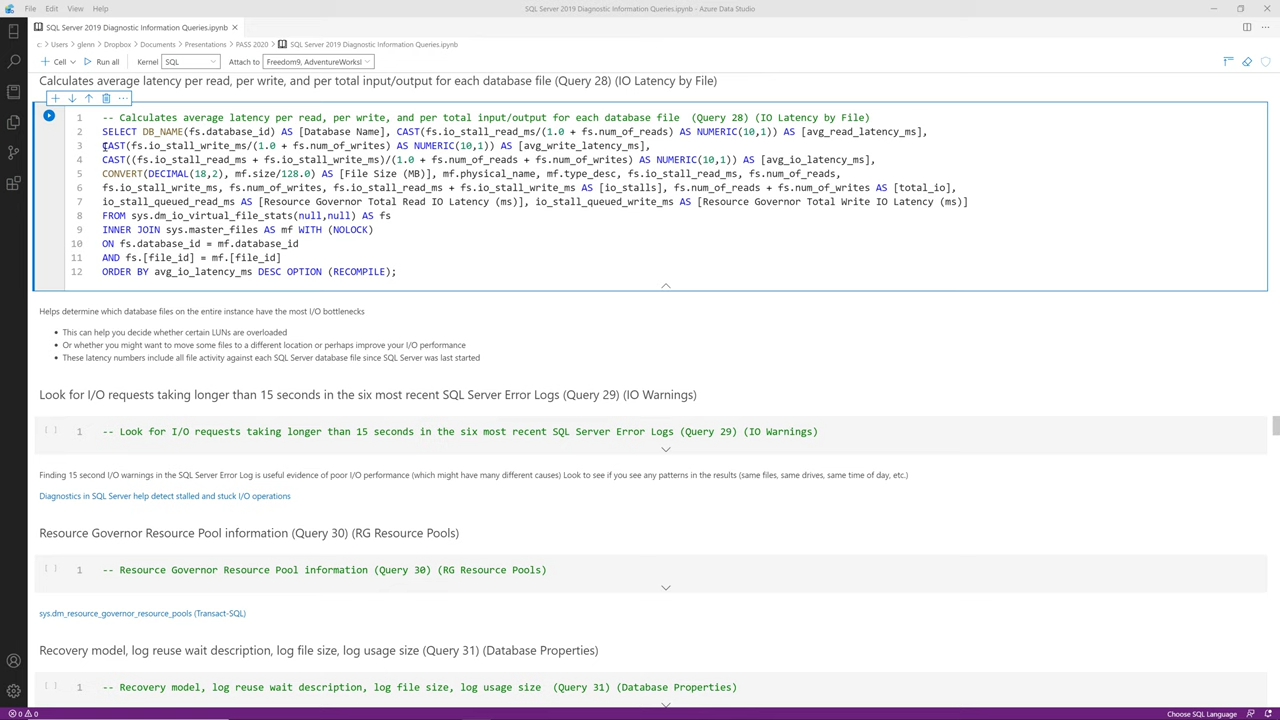 File Edit View Help
SQL Server 2019 Diagnostic Information Queries.ipynb - Azure Data Studio
SQL Server 2019 Diagnostic Information Queries.ipynb
c: > Users > glenn > Dropbox > Documents > Presentations > PASS 2020 > SQL Server 2019 Diagnostic Information Queries.ipynb
Cell Run all Kernel SQL Attach to Freedom9, AdventureWorksl
Calculates average latency per read, per write, and per total input/output for each database file (Query 28) (IO Latency by File)
1 -- Calculates average latency per read, per write, and per total input/output for each database file  (Query 28) (IO Latency by File)
2 SELECT DB_NAME(fs.database_id) AS [Database Name], CAST(fs.io_stall_read_ms/(1.0 + fs.num_of_reads) AS NUMERIC(10,1)) AS [avg_read_latency_ms],
3 CAST(fs.io_stall_write_ms/(1.0 + fs.num_of_writes) AS NUMERIC(10,1)) AS [avg_write_latency_ms],
4 CAST((fs.io_stall_read_ms + fs.io_stall_write_ms)/(1.0 + fs.num_of_reads + fs.num_of_writes) AS NUMERIC(10,1)) AS [avg_io_latency_ms],
5 CONVERT(DECIMAL(18,2), mf.size/128.0) AS [File Size (MB)], mf.physical_name, mf.type_desc, fs.io_stall_read_ms, fs.num_of_reads,
6 fs.io_stall_write_ms, fs.num_of_writes, fs.io_stall_read_ms + fs.io_stall_write_ms AS [io_stalls], fs.num_of_reads + fs.num_of_writes AS [total_io],
7 io_stall_queued_read_ms AS [Resource Governor Total Read IO Latency (ms)], io_stall_queued_write_ms AS [Resource Governor Total Write IO Latency (ms)]
8 FROM sys.dm_io_virtual_file_stats(null,null) AS fs
9 INNER JOIN sys.master_files AS mf WITH (NOLOCK)
10 ON fs.database_id = mf.database_id
11 AND fs.[file_id] = mf.[file_id]
12 ORDER BY avg_io_latency_ms DESC OPTION (RECOMPILE);
Helps determine which database files on the entire instance have the most I/O bottlenecks
• This can help you decide whether certain LUNs are overloaded
• Or whether you might want to move some files to a different location or perhaps improve your I/O performance
• These latency numbers include all file activity against each SQL Server database file since SQL Server was last started
Look for I/O requests taking longer than 15 seconds in the six most recent SQL Server Error Logs (Query 29) (IO Warnings)
[ ] 1 -- Look for I/O requests taking longer than 15 seconds in the six most recent SQL Server Error Logs (Query 29) (IO Warnings)
Finding 15 second I/O warnings in the SQL Server Error Log is useful evidence of poor I/O performance (which might have many different causes) Look to see if you see any patterns in the results (same files, same drives, same time of day, etc.)
Diagnostics in SQL Server help detect stalled and stuck I/O operations
Resource Governor Resource Pool information (Query 30) (RG Resource Pools)
[ ] 1 -- Resource Governor Resource Pool information (Query 30) (RG Resource Pools)
sys.dm_resource_governor_resource_pools (Transact-SQL)
Recovery model, log reuse wait description, log file size, log usage size (Query 31) (Database Properties)
[ ] 1 -- Recovery model, log reuse wait description, log file size, log usage size  (Query 31) (Database Properties)
0 0 Choose SQL Language